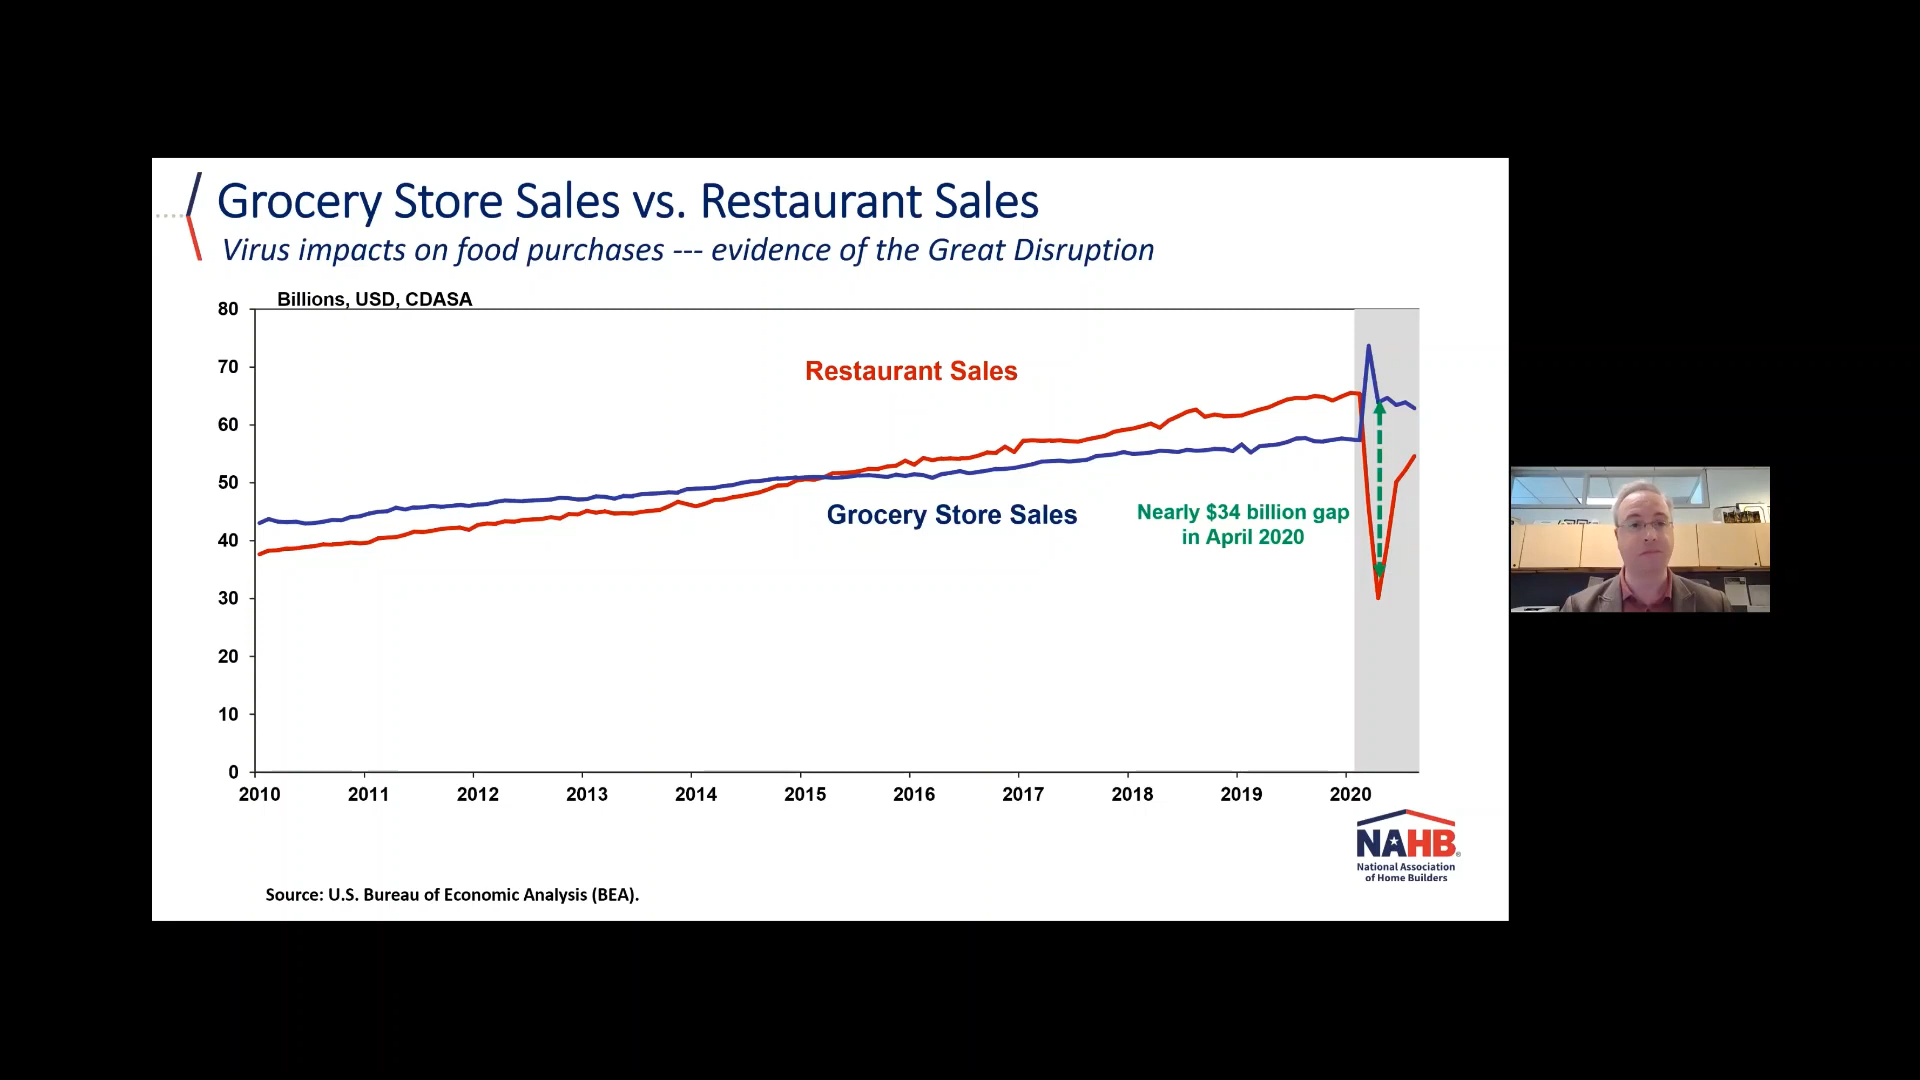 Grocery Store Sales vs. Restaurant Sales
Virus impacts on food purchases --- evidence of the Great Disruption
Billions, USD, CDASA
80
70
60
50
40
30
20
10
0
Restaurant Sales
Grocery Store Sales
Nearly $34 billion gap
in April 2020
2010 2011 2012 2013 2014 2015 2016 2017 2018 2019 2020
NAHB®
National Association
of Home Builders
Source: U.S. Bureau of Economic Analysis (BEA).